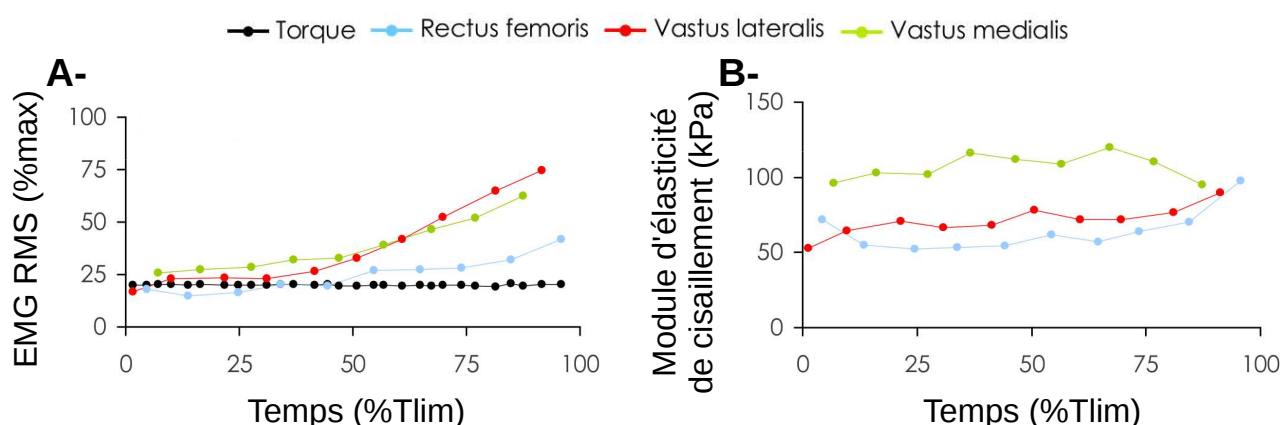 Torque Rectus femoris Vastus lateralis Vastus medialis
A-
EMG RMS (%max)
100
75
50
25
0
0 25 50 75 100
Temps (%Tlim)
B-
Module d'élasticité
de cisaillement (kPa)
150
100
50
0
0 25 50 75 100
Temps (%Tlim)